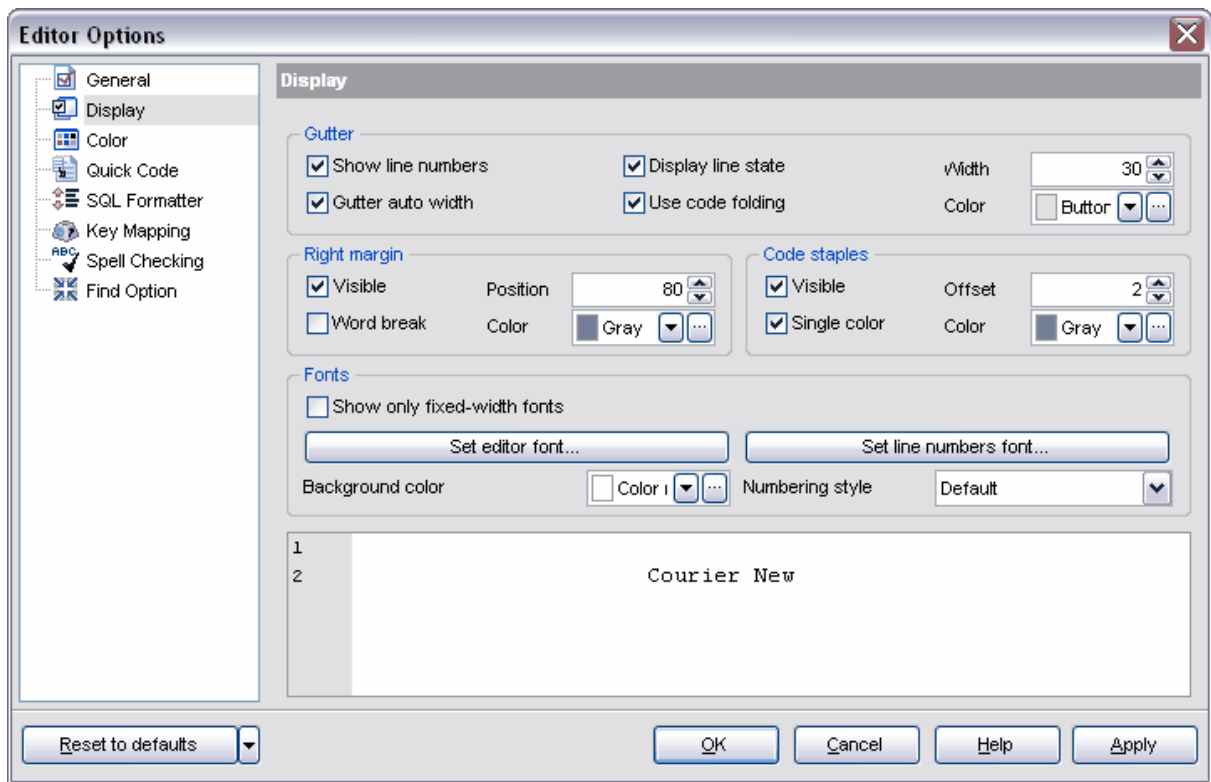 Editor Options
General
Display
Color
Quick Code
SQL Formatter
Key Mapping
ABC
Spell Checking
Find Option
Display
Gutter
Show line numbers
Display line state
Width
30
Gutter auto width
Use code folding
Color
Buttor
Right margin
Visible
Position
80
Word break
Color
Gray
Code staples
Visible
Offset
2
Single color
Color
Gray
Fonts
Show only fixed-width fonts
Set editor font...
Set line numbers font...
Background color
Color
Numbering style
Default
1
2 Courier New
Reset to defaults
OK
Cancel
Help
Apply